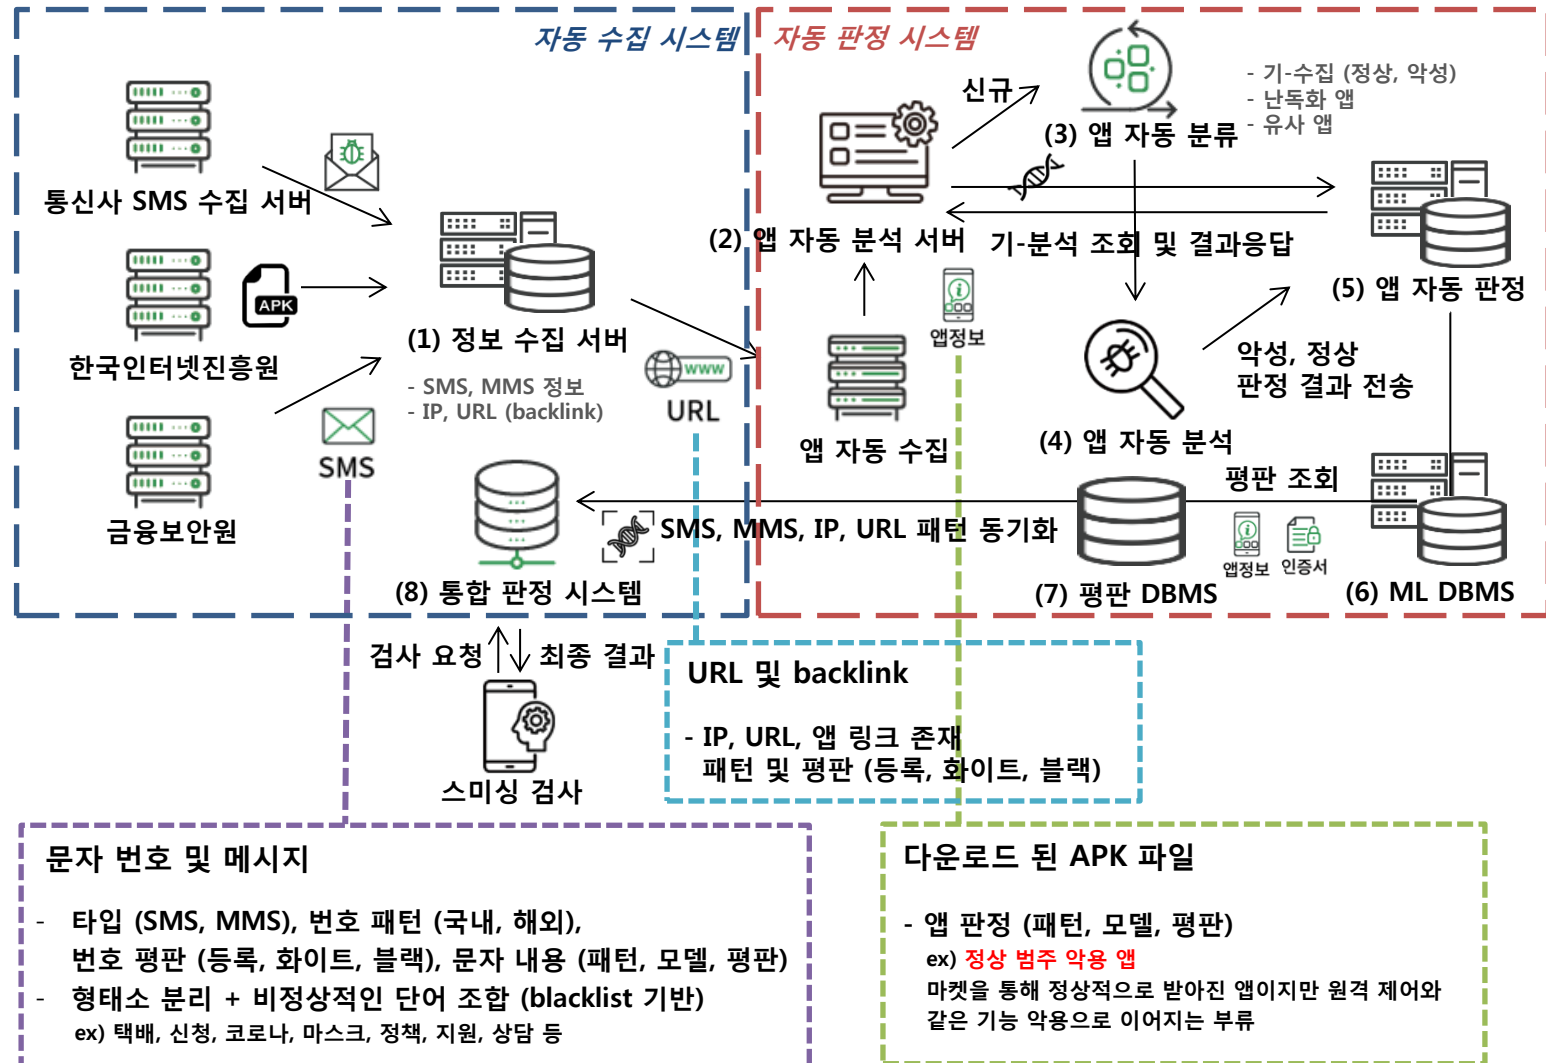 자동 수집 시스템
자동 판정 시스템
통신사 SMS 수집 서버
APK
한국인터넷진흥원
금융보안원
SMS
(1) 정보 수집 서버
- SMS, MMS 정보
- IP, URL (backlink)
www
URL
(8) 통합 판정 시스템
SMS, MMS, IP, URL 패턴 동기화
검사 요청
최종 결과
스미싱 검사
신규
(3) 앱 자동 분류
- 기-수집 (정상, 악성)
- 난독화 앱
- 유사 앱
(2) 앱 자동 분석 서버
기-분석 조회 및 결과응답
(5) 앱 자동 판정
앱정보
앱 자동 수집
악성, 정상
판정 결과 전송
(4) 앱 자동 분석
평판 조회
앱정보
인증서
(7) 평판 DBMS
(6) ML DBMS
URL 및 backlink
- IP, URL, 앱 링크 존재
패턴 및 평판 (등록, 화이트, 블랙)
문자 번호 및 메시지
- 타입 (SMS, MMS), 번호 패턴 (국내, 해외),
번호 평판 (등록, 화이트, 블랙), 문자 내용 (패턴, 모델, 평판)
- 형태소 분리 + 비정상적인 단어 조합 (blacklist 기반)
ex) 택배, 신청, 코로나, 마스크, 정책, 지원, 상담 등
다운로드 된 APK 파일
- 앱 판정 (패턴, 모델, 평판)
ex) 정상 범주 악용 앱
마켓을 통해 정상적으로 받아진 앱이지만 원격 제어와
같은 기능 악용으로 이어지는 부류